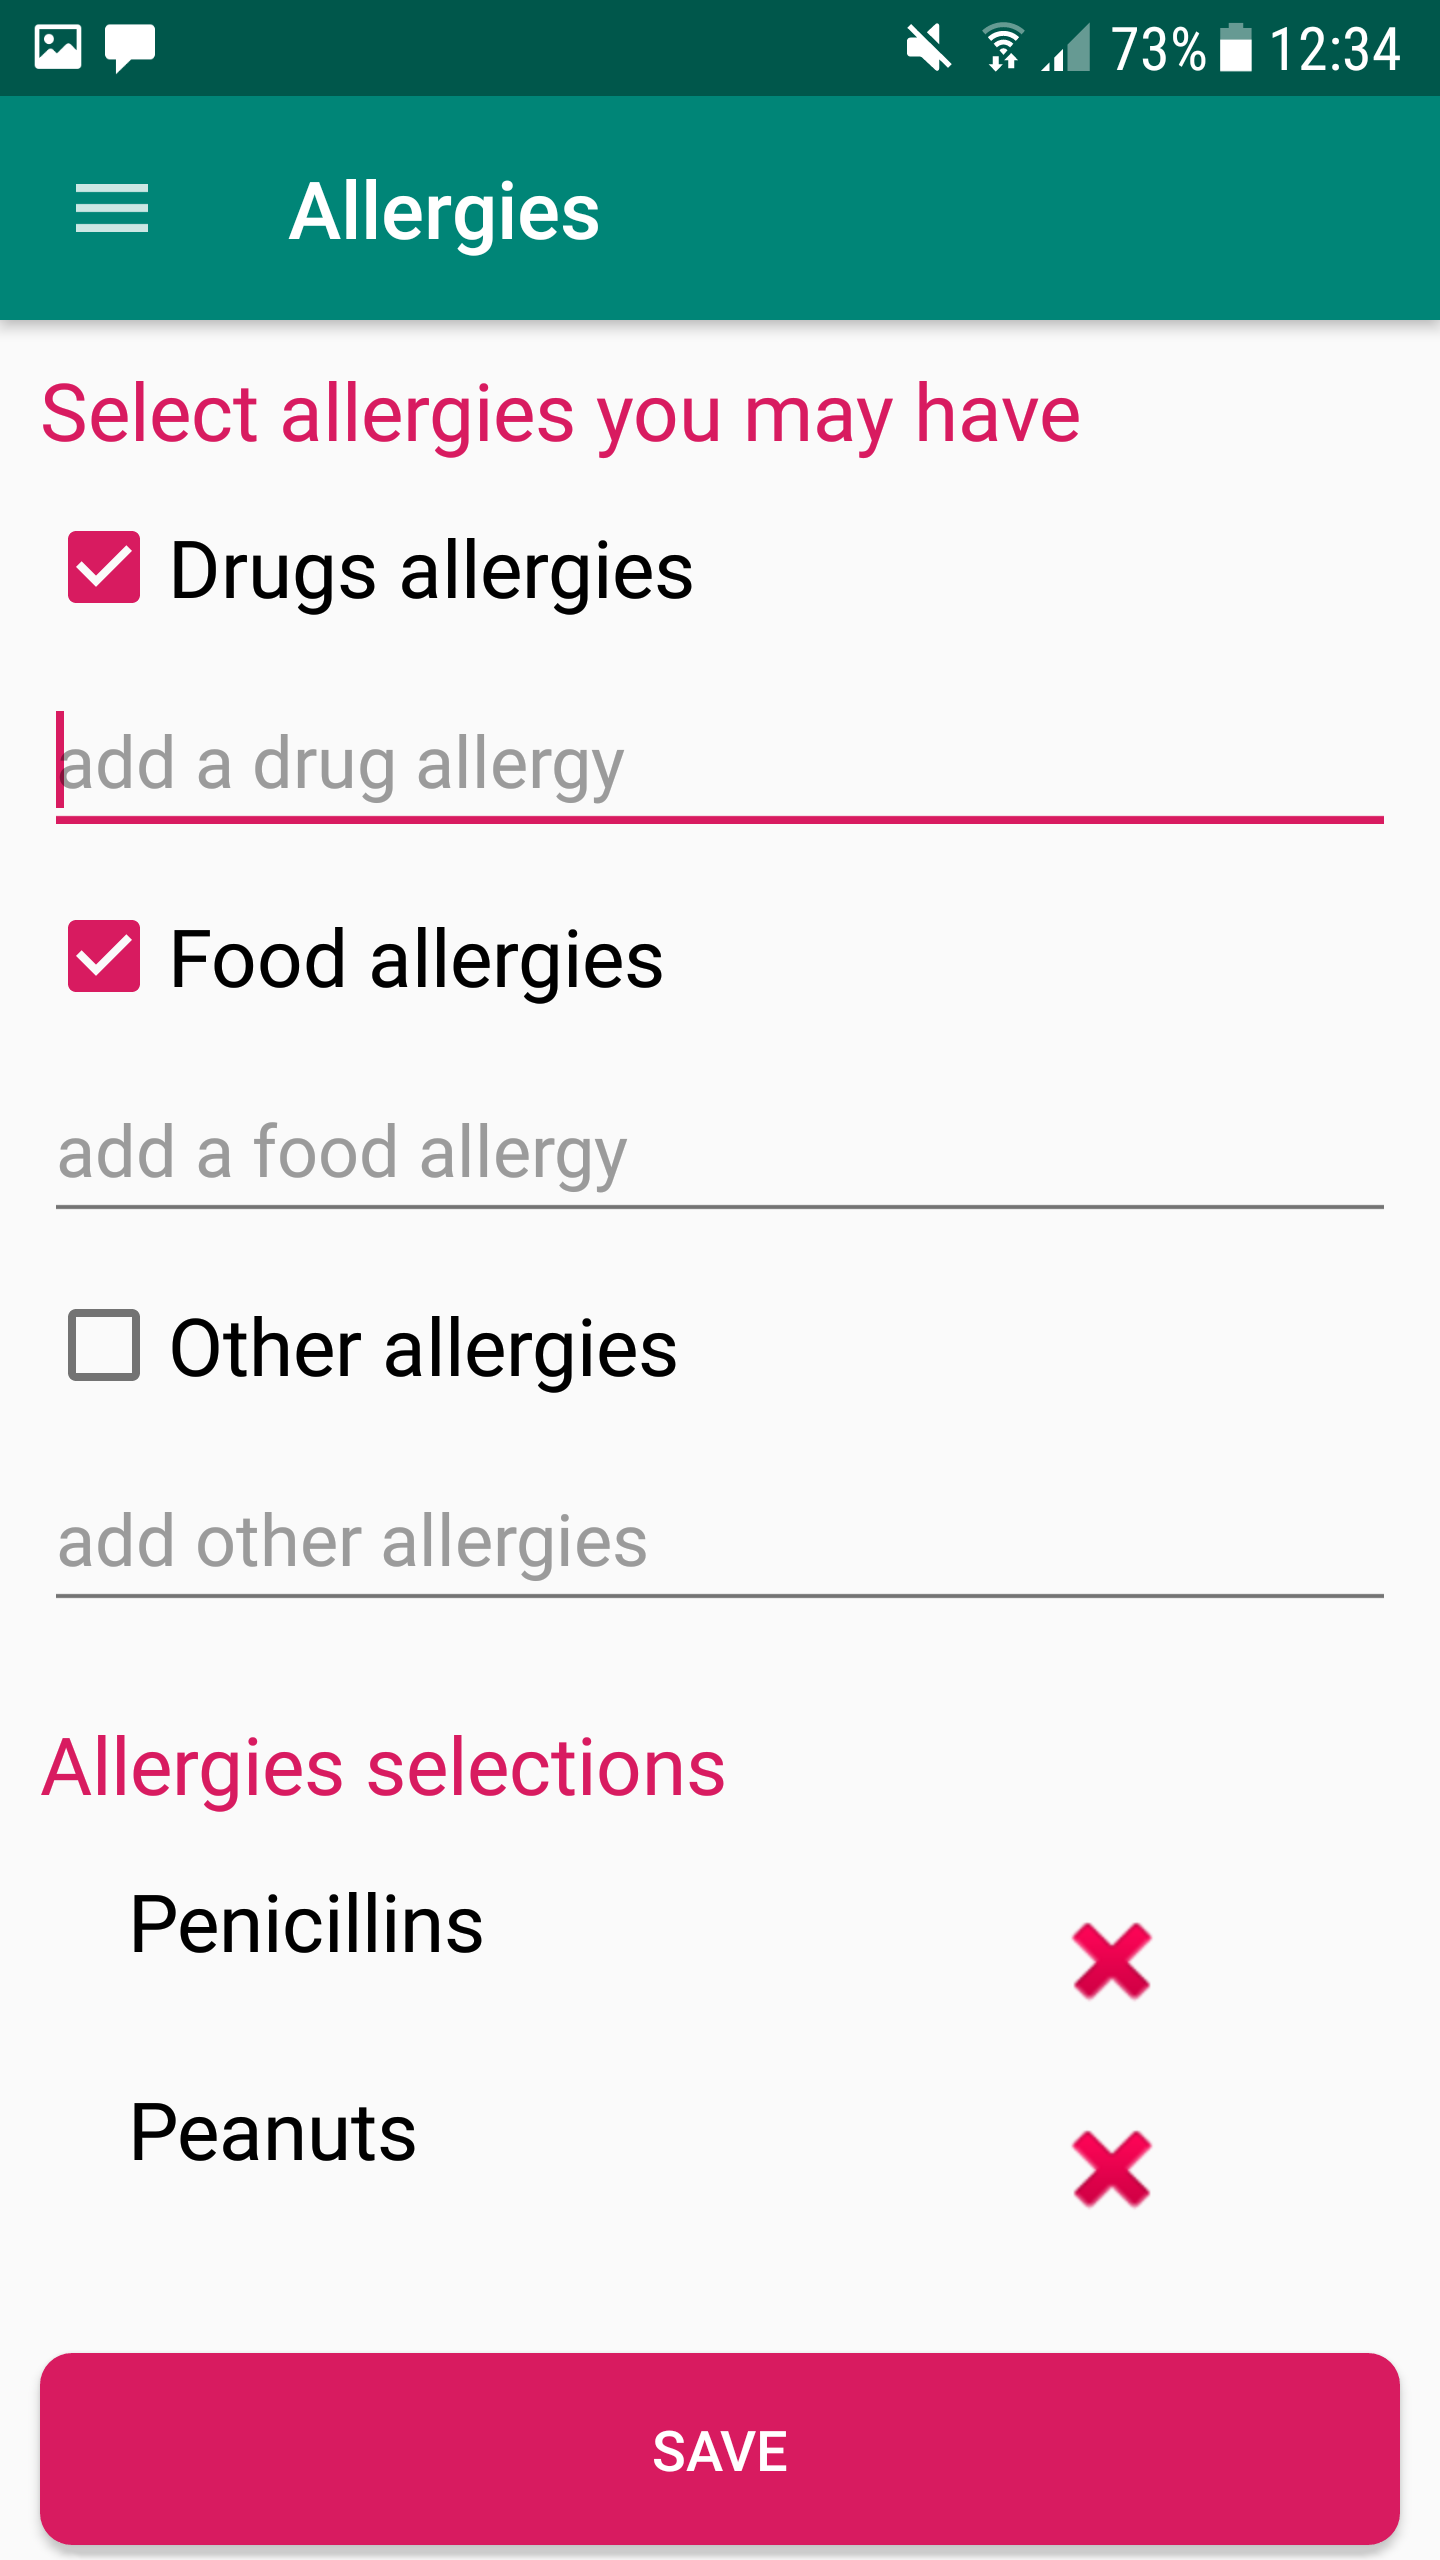 73% 12:34
Allergies
Select allergies you may have
Drugs allergies
add a drug allergy
Food allergies
add a food allergy
Other allergies
add other allergies
Allergies selections
Penicillins
Peanuts
SAVE